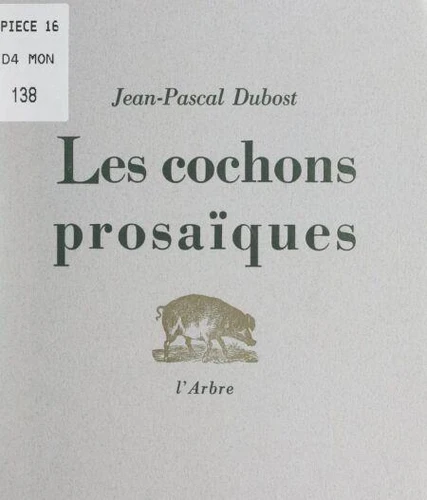 PIECE 16
D4 MON
138
Jean-Pascal Dubost
Les cochons
prosaïques
l'Arbre